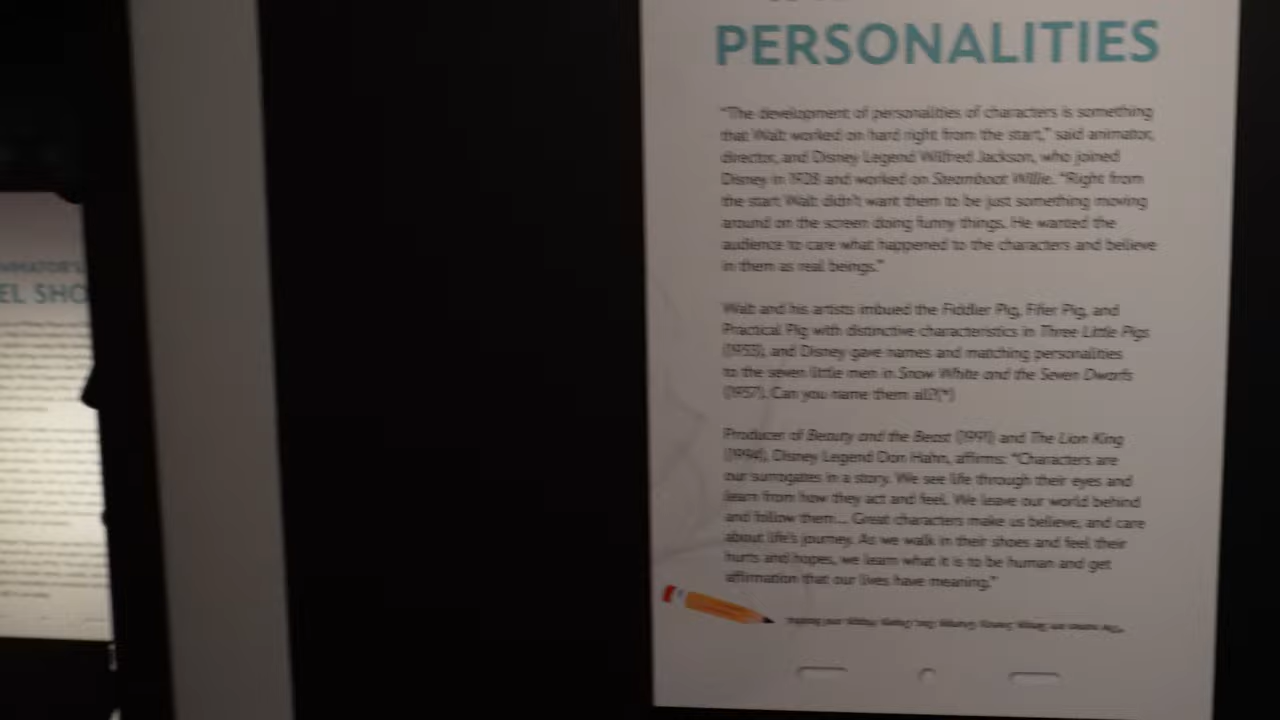 EL SHO
PERSONALITIES
"The development of personalities of characters is something
that Walt worked on hard right from the start," said animator,
director, and Disney Legend Wilfred Jackson, who joined
Disney in 1928 and worked on Steamboat Willie. "Right from
the start Walt didn't want them to be just something moving
around on the screen doing funny things. He wanted the
audience to care what happened to the characters and believe
in them as real beings."
Walt and his artists imbued the Fiddler Pig, Fifer Pig, and
Practical Pig with distinctive characteristics in Three Little Pigs
(1933), and Disney gave names and matching personalities
to the seven little men in Snow White and the Seven Dwarfs
(1937). Can you name them all?(*)
Producer of Beauty and the Beast (1991) and The Lion King
(1994), Disney Legend Don Hahn, affirms: "Characters are
our surrogates in a story. We see life through their eyes and
learn from how they act and feel. We leave our world behind
and follow them... Great characters make us believe, and care
about life's journey. As we walk in their shoes and feel their
hurts and hopes, we learn what it is to be human and get
affirmation that our lives have meaning."